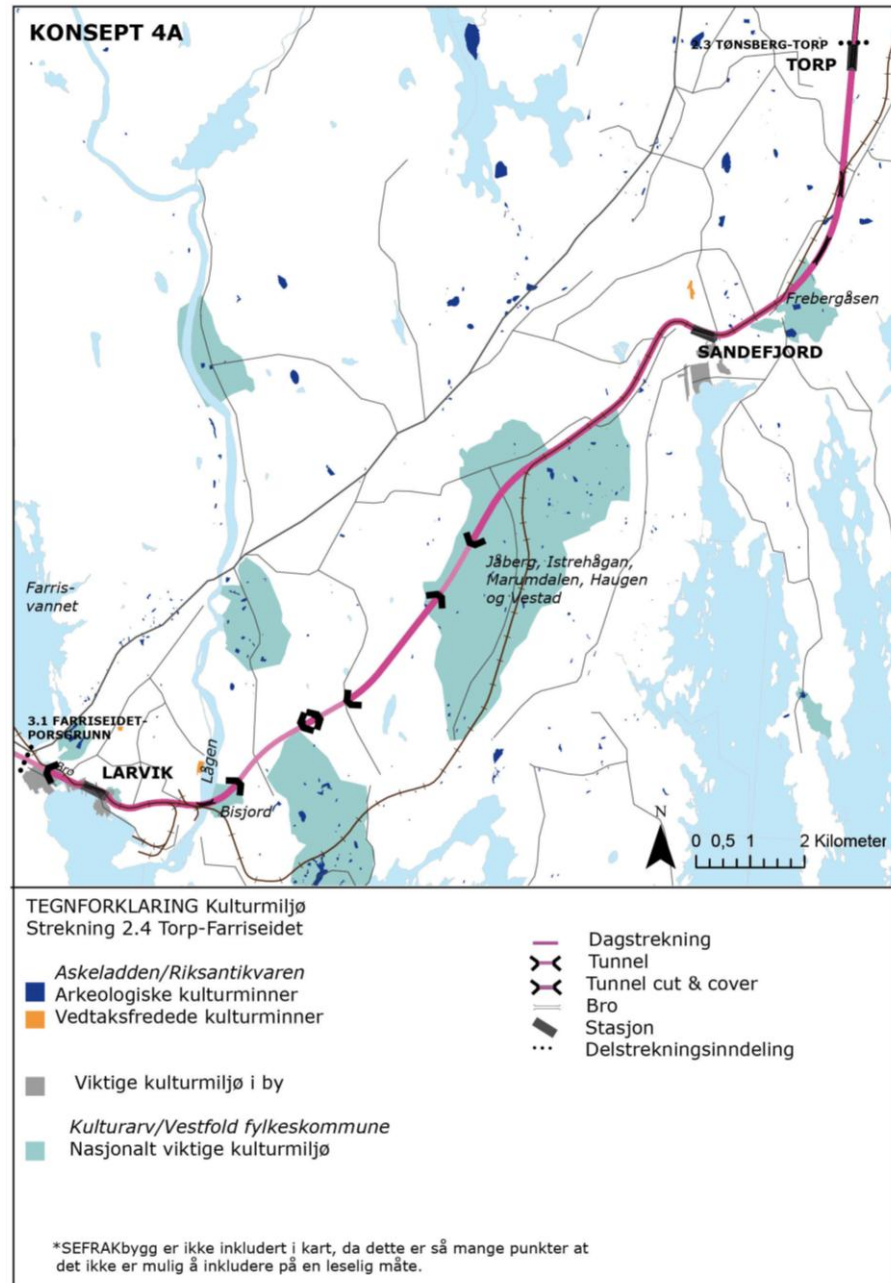 KONSEPT 4A
2.3 TØNSBERG-TORP
TORP
Frebergåsen
SANDEFJORD
Jåberg, Istrehågan,
Marumdalen, Haugen
og Vestad
Farris-
vannet
3.1 FARRISEIDET-
PORSGRUNN
Bro
LARVIK
Lågen
Bisjord
N
0 0,5 1 2 Kilometer
TEGNFORKLARING Kulturmiljø
Strekning 2.4 Torp-Farriseidet
Askeladden/Riksantikvaren
Arkeologiske kulturminner
Vedtaksfredede kulturminner
Viktige kulturmiljø i by
Kulturarv/Vestfold fylkeskommune
Nasjonalt viktige kulturmiljø
Dagstrekning
Tunnel
Tunnel cut & cover
Bro
Stasjon
Delstrekningsinndeling
*SEFRAKbygg er ikke inkludert i kart, da dette er så mange punkter at
det ikke er mulig å inkludere på en leselig måte.